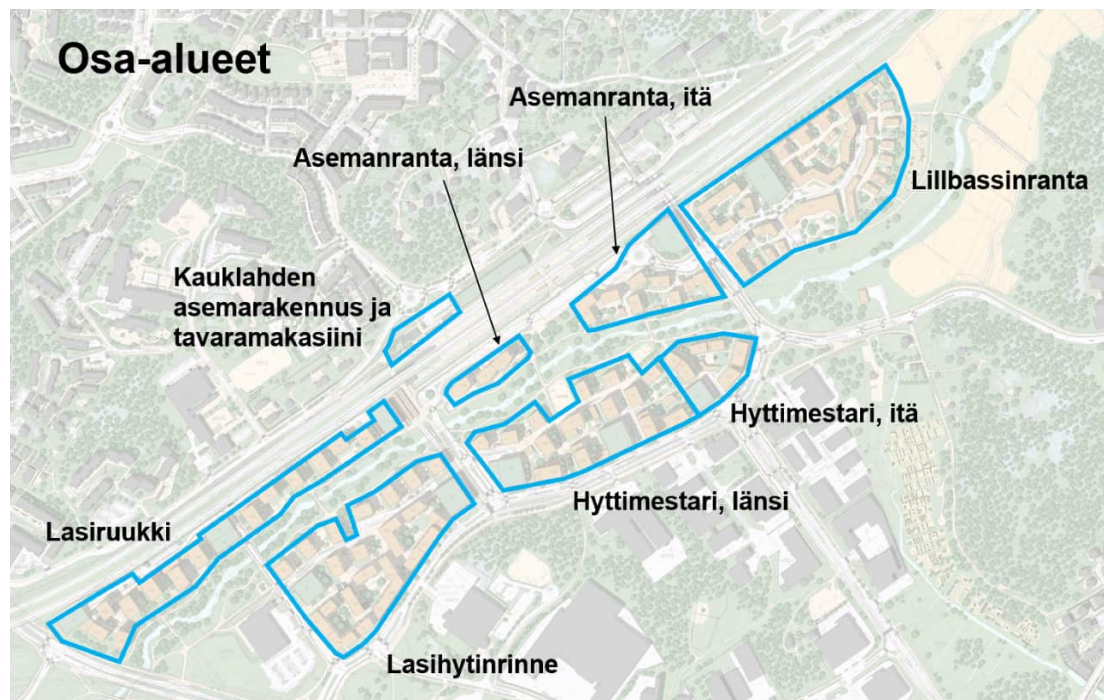 Osa-alueet
Asemanranta, itä
Asemanranta, länsi
Lillbassinranta
Kauklahden
asemarakennus ja
tavaramakasiini
Hyttimestari, itä
Hyttimestari, länsi
Lasiruukki
Lasihytinrinne